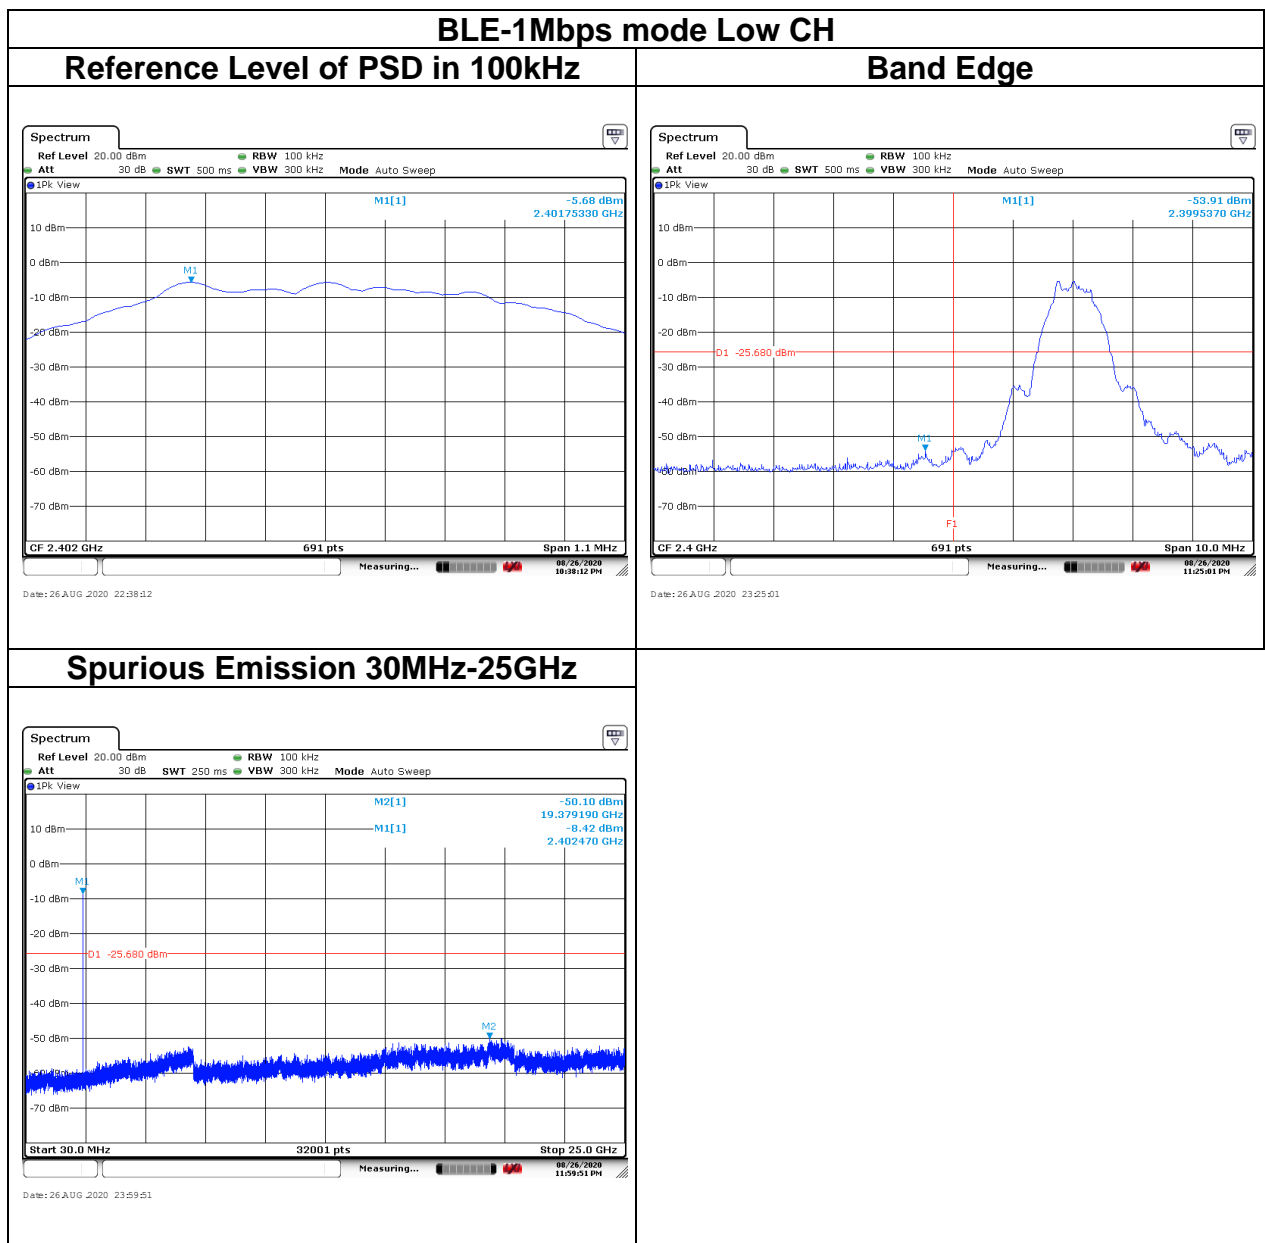 BLE-1Mbps mode Low CH
Reference Level of PSD in 100kHz
Band Edge
Spectrum
Ref Level 20.00 dBm RBW 100 kHz
Att 30 dB SWT 500 ms VBW 300 kHz Mode Auto Sweep
1Pk View
M1[1] -5.68 dBm
2.40175330 GHz
10 dBm
0 dBm
M1
-10 dBm
-20 dBm
-30 dBm
-40 dBm
-50 dBm
-60 dBm
-70 dBm
CF 2.402 GHz 691 pts Span 1.1 MHz
Measuring... 08/26/2020
10:38:12 PM
Date: 26.AUG.2020 22:38:12
Spectrum
Ref Level 20.00 dBm RBW 100 kHz
Att 30 dB SWT 500 ms VBW 300 kHz Mode Auto Sweep
1Pk View
M1[1] -53.91 dBm
2.3995370 GHz
10 dBm
0 dBm
-10 dBm
-20 dBm
D1 -25.680 dBm
-30 dBm
-40 dBm
-50 dBm
M1
-60 dBm
-70 dBm
F1
CF 2.4 GHz 691 pts Span 10.0 MHz
Measuring... 08/26/2020
11:25:01 PM
Date: 26.AUG.2020 23:25:01
Spurious Emission 30MHz-25GHz
Spectrum
Ref Level 20.00 dBm RBW 100 kHz
Att 30 dB SWT 250 ms VBW 300 kHz Mode Auto Sweep
1Pk View
M2[1] -50.10 dBm
19.379190 GHz
10 dBm M1[1] -8.42 dBm
2.402470 GHz
0 dBm
M1
-10 dBm
-20 dBm
D1 -25.680 dBm
-30 dBm
-40 dBm
-50 dBm
M2
-60 dBm
-70 dBm
Start 30.0 MHz 32001 pts Stop 25.0 GHz
Measuring... 08/26/2020
11:59:51 PM
Date: 26.AUG.2020 23:59:51